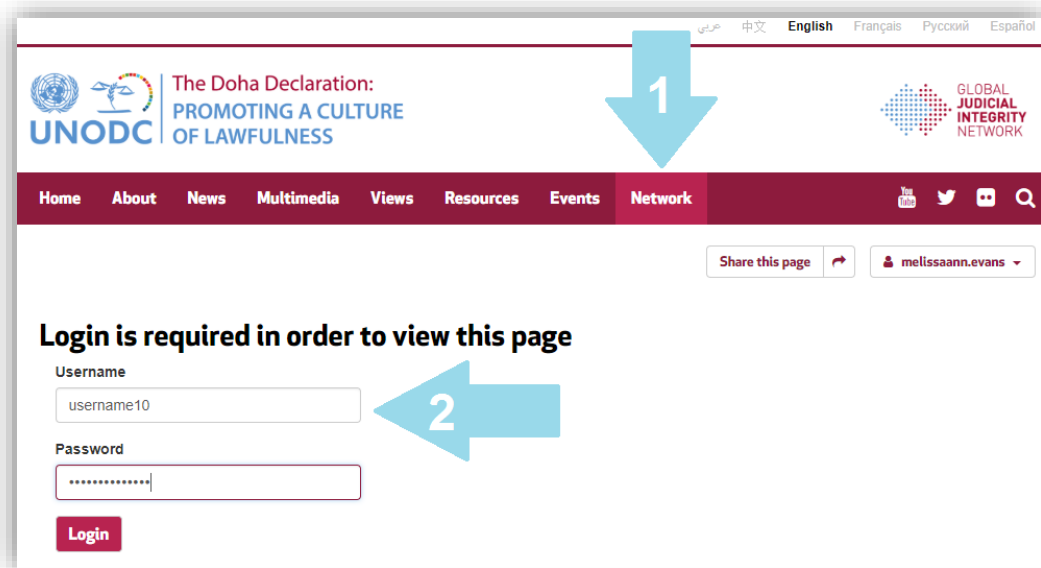 عربي 中文 English Français Русский Español
The Doha Declaration:
PROMOTING A CULTURE
OF LAWFULNESS
UNODC
1
GLOBAL
JUDICIAL
INTEGRITY
NETWORK
Home About News Multimedia Views Resources Events Network You Tube
Share this page melissaann.evans
Login is required in order to view this page
Username
username10
2
Password
••••••••••••••
Login